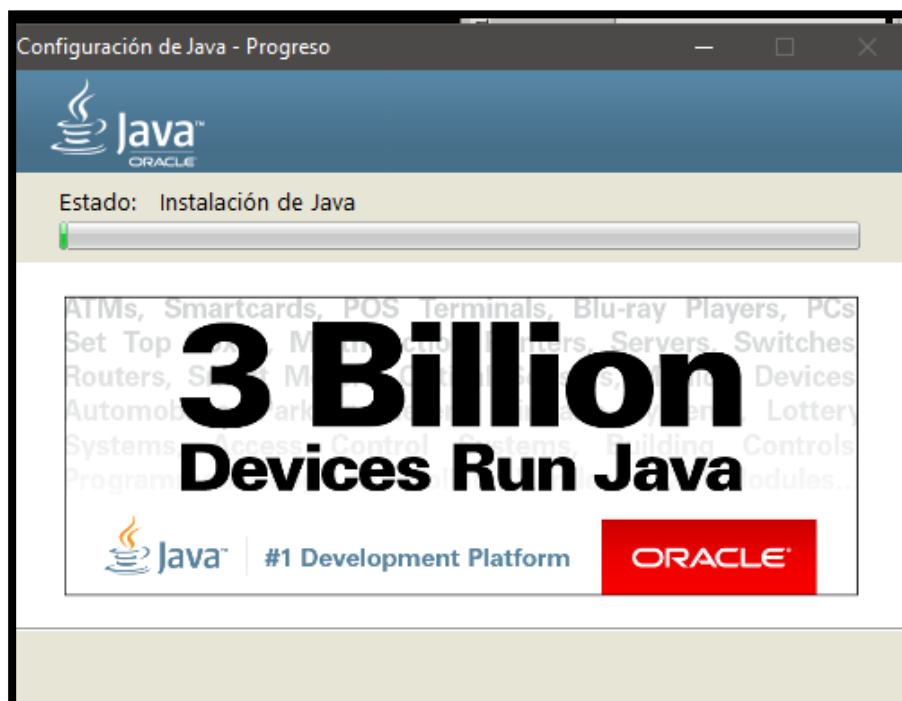 Configuración de Java - Progreso
Java™
ORACLE
Estado: Instalación de Java
ATMs, Smartcards, POS Terminals, Blu-ray Players, PCs
Set Top Servers, Switches
Routers, Devices
Lottery
Systems, Access Control Systems, Building Controls
3 Billion
Devices Run Java
Java™ #1 Development Platform ORACLE®